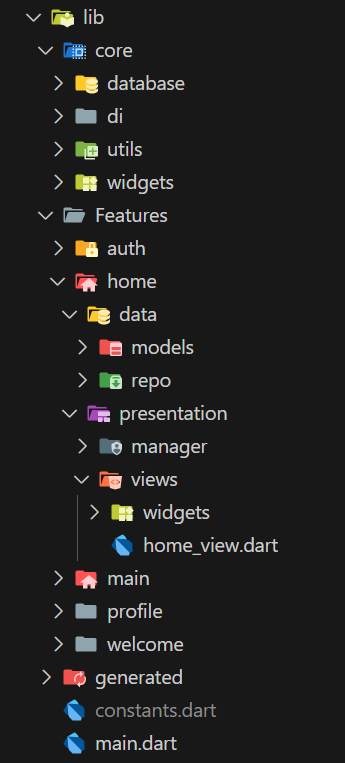 lib
core
database
di
utils
widgets
Features
auth
home
data
models
repo
presentation
manager
views
widgets
home_view.dart
main
profile
welcome
generated
constants.dart
main.dart